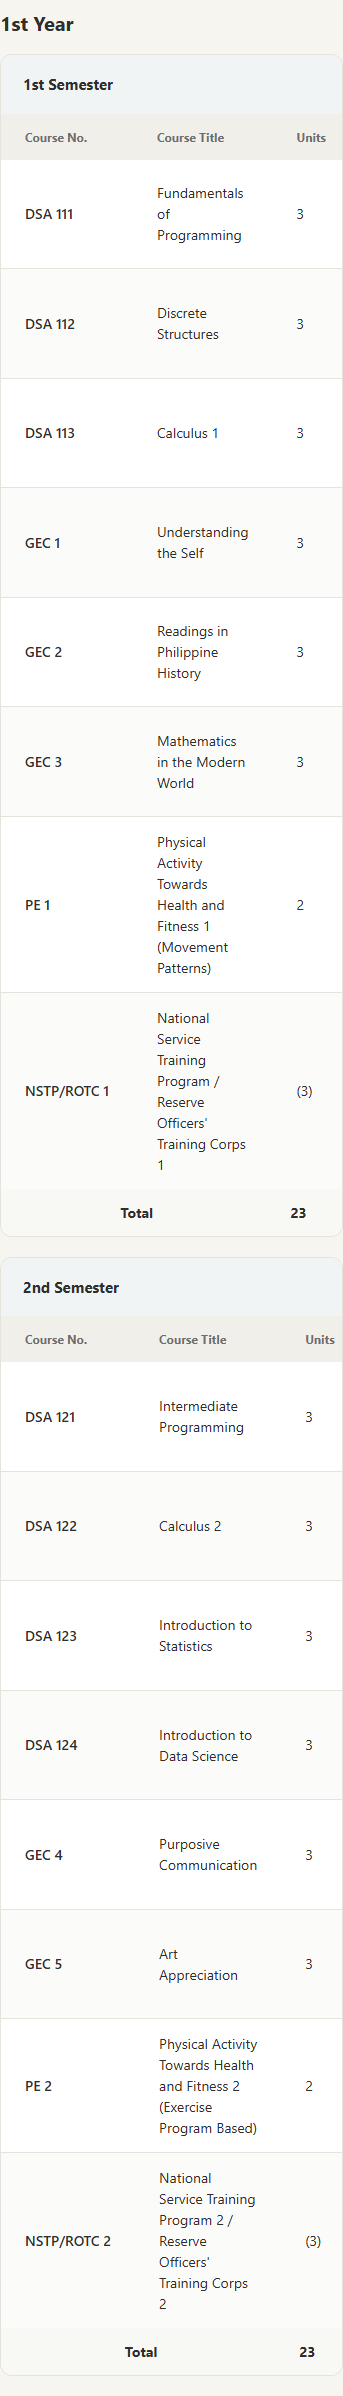 1st Year
1st Semester
Course No. Course Title Units
Fundamentals
DSA 111 of 3
Programming
Discrete
DSA 112 3
Structures
DSA 113 Calculus 1 3
Understanding
GEC 1 3
the Self
Readings in
GEC 2 Philippine 3
History
Mathematics
GEC 3 in the Modern 3
World
Physical
Activity
Towards
PE 1 Health and 2
Fitness 1
(Movement
Patterns)
National
Service
Training
NSTP/ROTC 1 Program / (3)
Reserve
Officers'
Training Corps
1
Total 23
2nd Semester
Course No. Course Title Units
Intermediate
DSA 121 3
Programming
DSA 122 Calculus 2 3
Introduction to
DSA 123 3
Statistics
Introduction to
DSA 124 3
Data Science
Purposive
GEC 4 3
Communication
Art
GEC 5 3
Appreciation
Physical Activity
Towards Health
PE 2 and Fitness 2 2
(Exercise
Program Based)
National
Service Training
Program 2 /
NSTP/ROTC 2 Reserve (3)
Officers'
Training Corps
2
Total 23